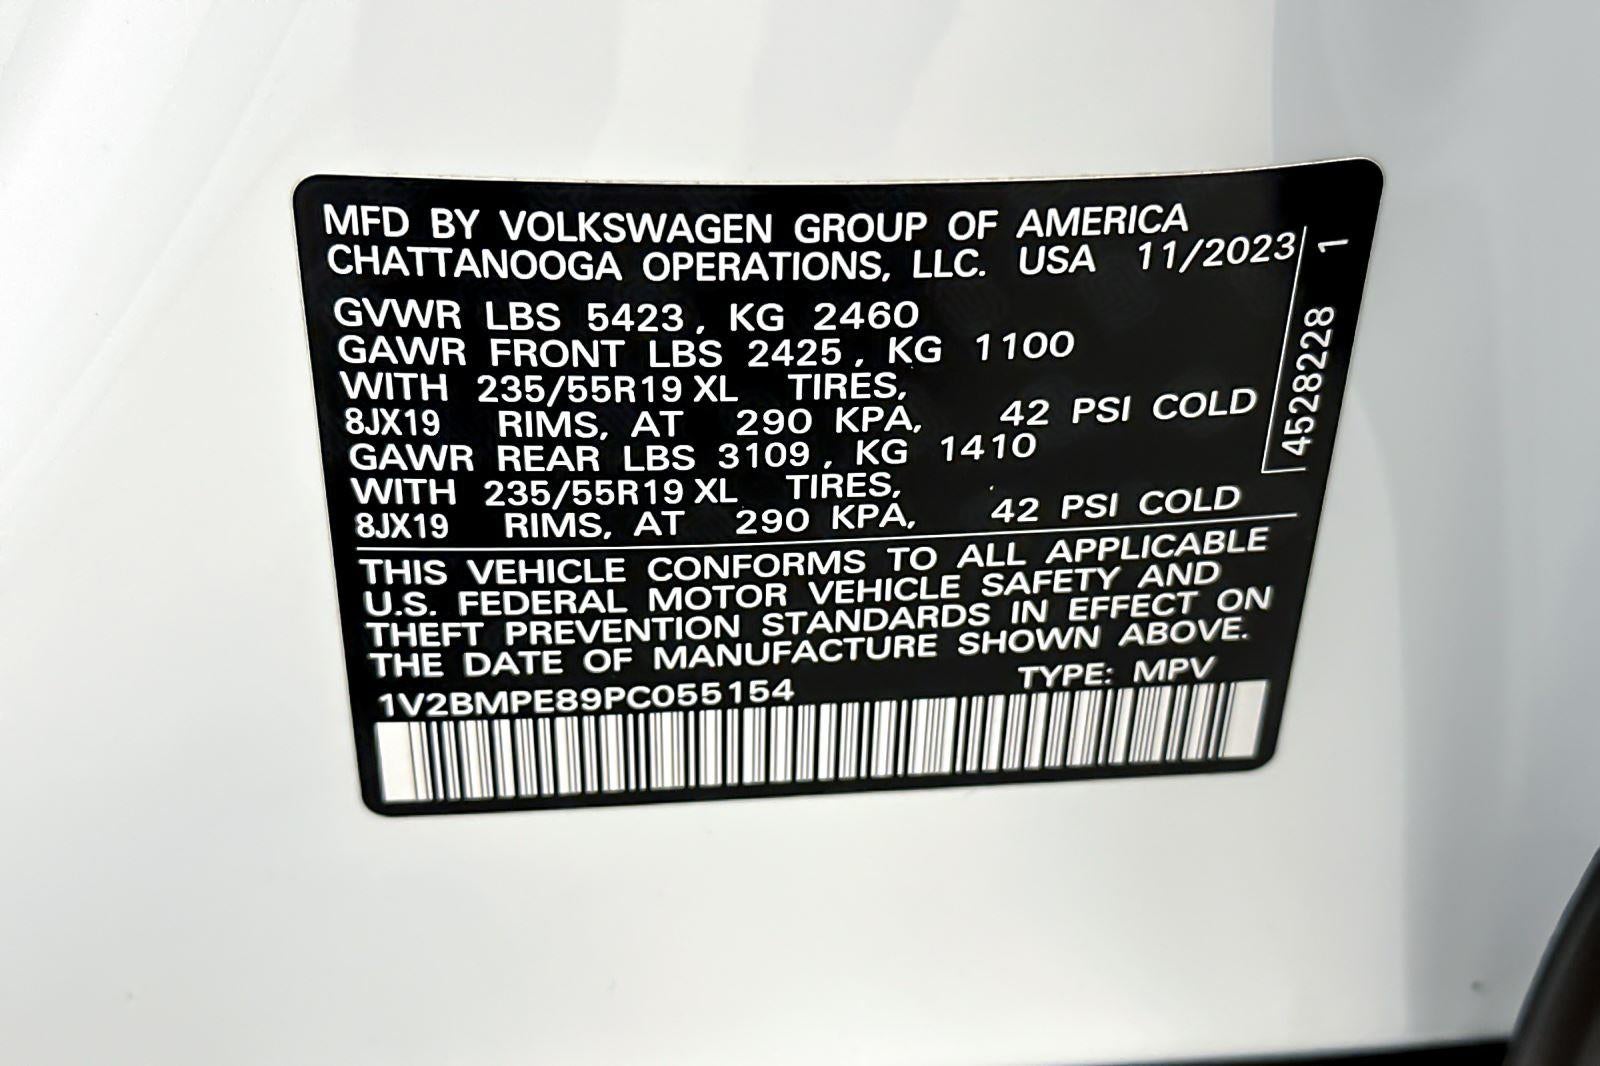 MFD BY VOLKSWAGEN GROUP OF AMERICA
CHATTANOOGA OPERATIONS, LLC. USA 11/2023
GVWR LBS 5423, KG 2460
GAWR FRONT LBS 2425, KG 1100
WITH 235/55R19 XL TIRES,
8JX19 RIMS, AT 290 KPA, 42 PSI COLD
GAWR REAR LBS 3109, KG 1410
WITH 235/55R19 XL TIRES,
8JX19 RIMS, AT 290 KPA, 42 PSI COLD
THIS VEHICLE CONFORMS TO ALL APPLICABLE
U.S. FEDERAL MOTOR VEHICLE SAFETY AND
THEFT PREVENTION STANDARDS IN EFFECT ON
THE DATE OF MANUFACTURE SHOWN ABOVE.
1V2BMPE89PC055154 TYPE: MPV
4528228 1